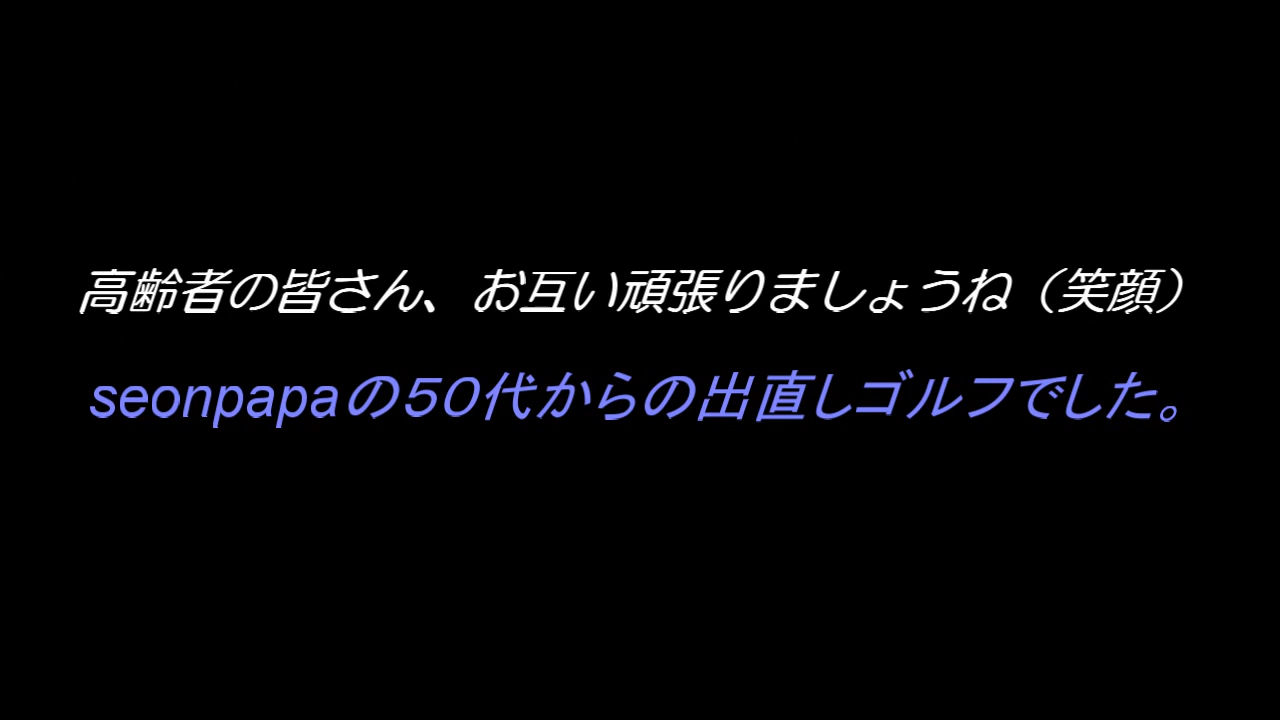 高齢者の皆さん、お互い頑張りましょうね（笑顔）
seonpapaの５０代からの出直しゴルフでした。